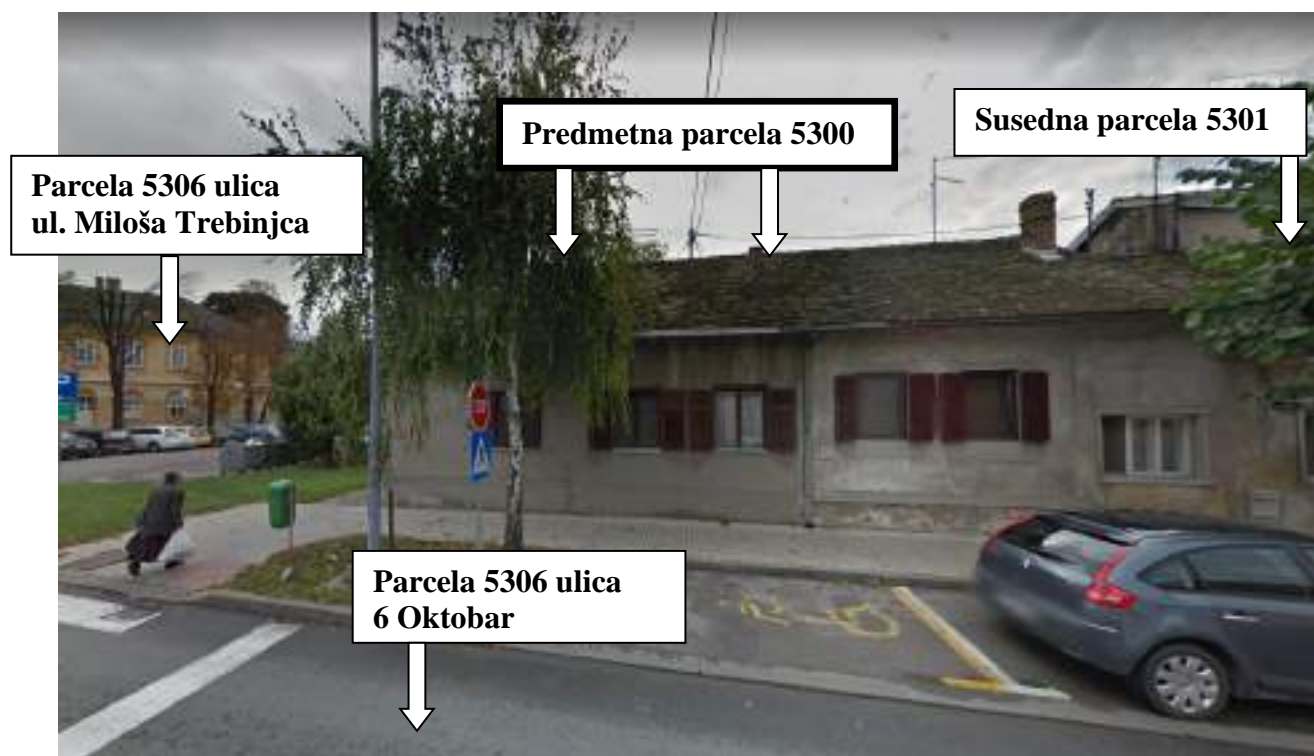 Predmetna parcela 5300
Susedna parcela 5301
Parcela 5306 ulica
ul. Miloša Trebinjca
Parcela 5306 ulica
6 Oktobar